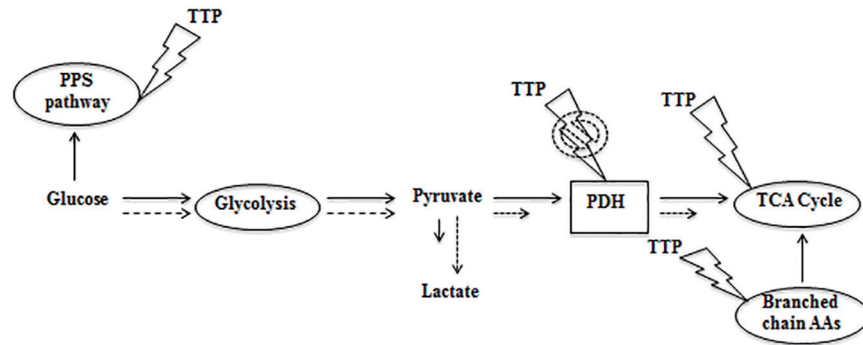 TTP
PPS
pathway
TTP
TTP
Glucose
Glycolysis
Pyruvate
PDH
TCA Cycle
TTP
Lactate
Branched
chain AAs